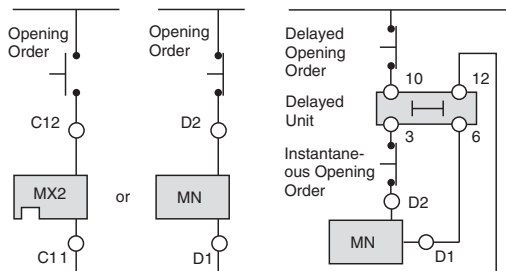 Opening
Order
C12
MX2
C11
or
Opening
Order
D2
MN
D1
Delayed
Opening
Order
10
12
Delayed
Unit
3
6
Instantane-
ous Opening
Order
D2
MN
D1